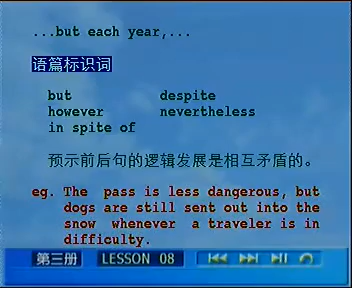 ...but each year,...
语篇标识词
but despite
however nevertheless
in spite of
预示前后句的逻辑发展是相互矛盾的。
eg. The pass is less dangerous, but
dogs are still sent out into the
snow whenever a traveler is in
difficulty.
第三册 LESSON 08